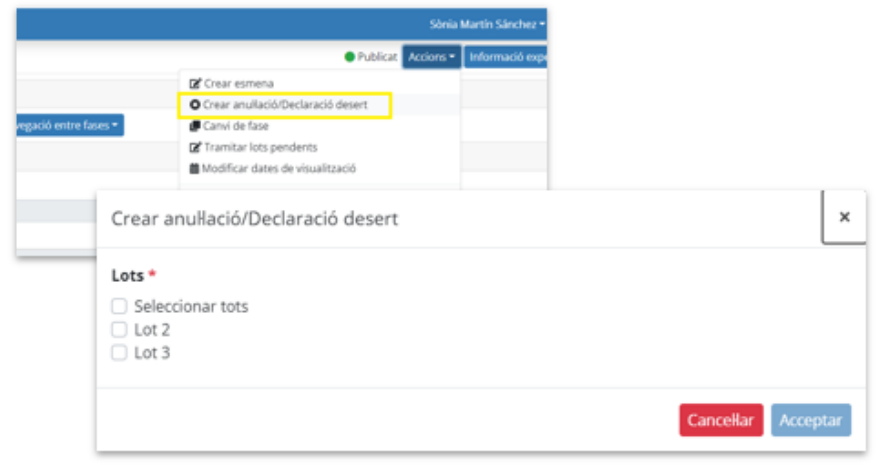 Sònia Martín Sánchez
Publicat Accions Informació
Crear esmena
Crear anul·lació/Declaració desert
Canvi de fase
entre fases
Tramitar lots pendents
Modificar dates de visualització
Crear anul·lació/Declaració desert ×
Lots *
Seleccionar tots
Lot 2
Lot 3
Cancel·lar Acceptar